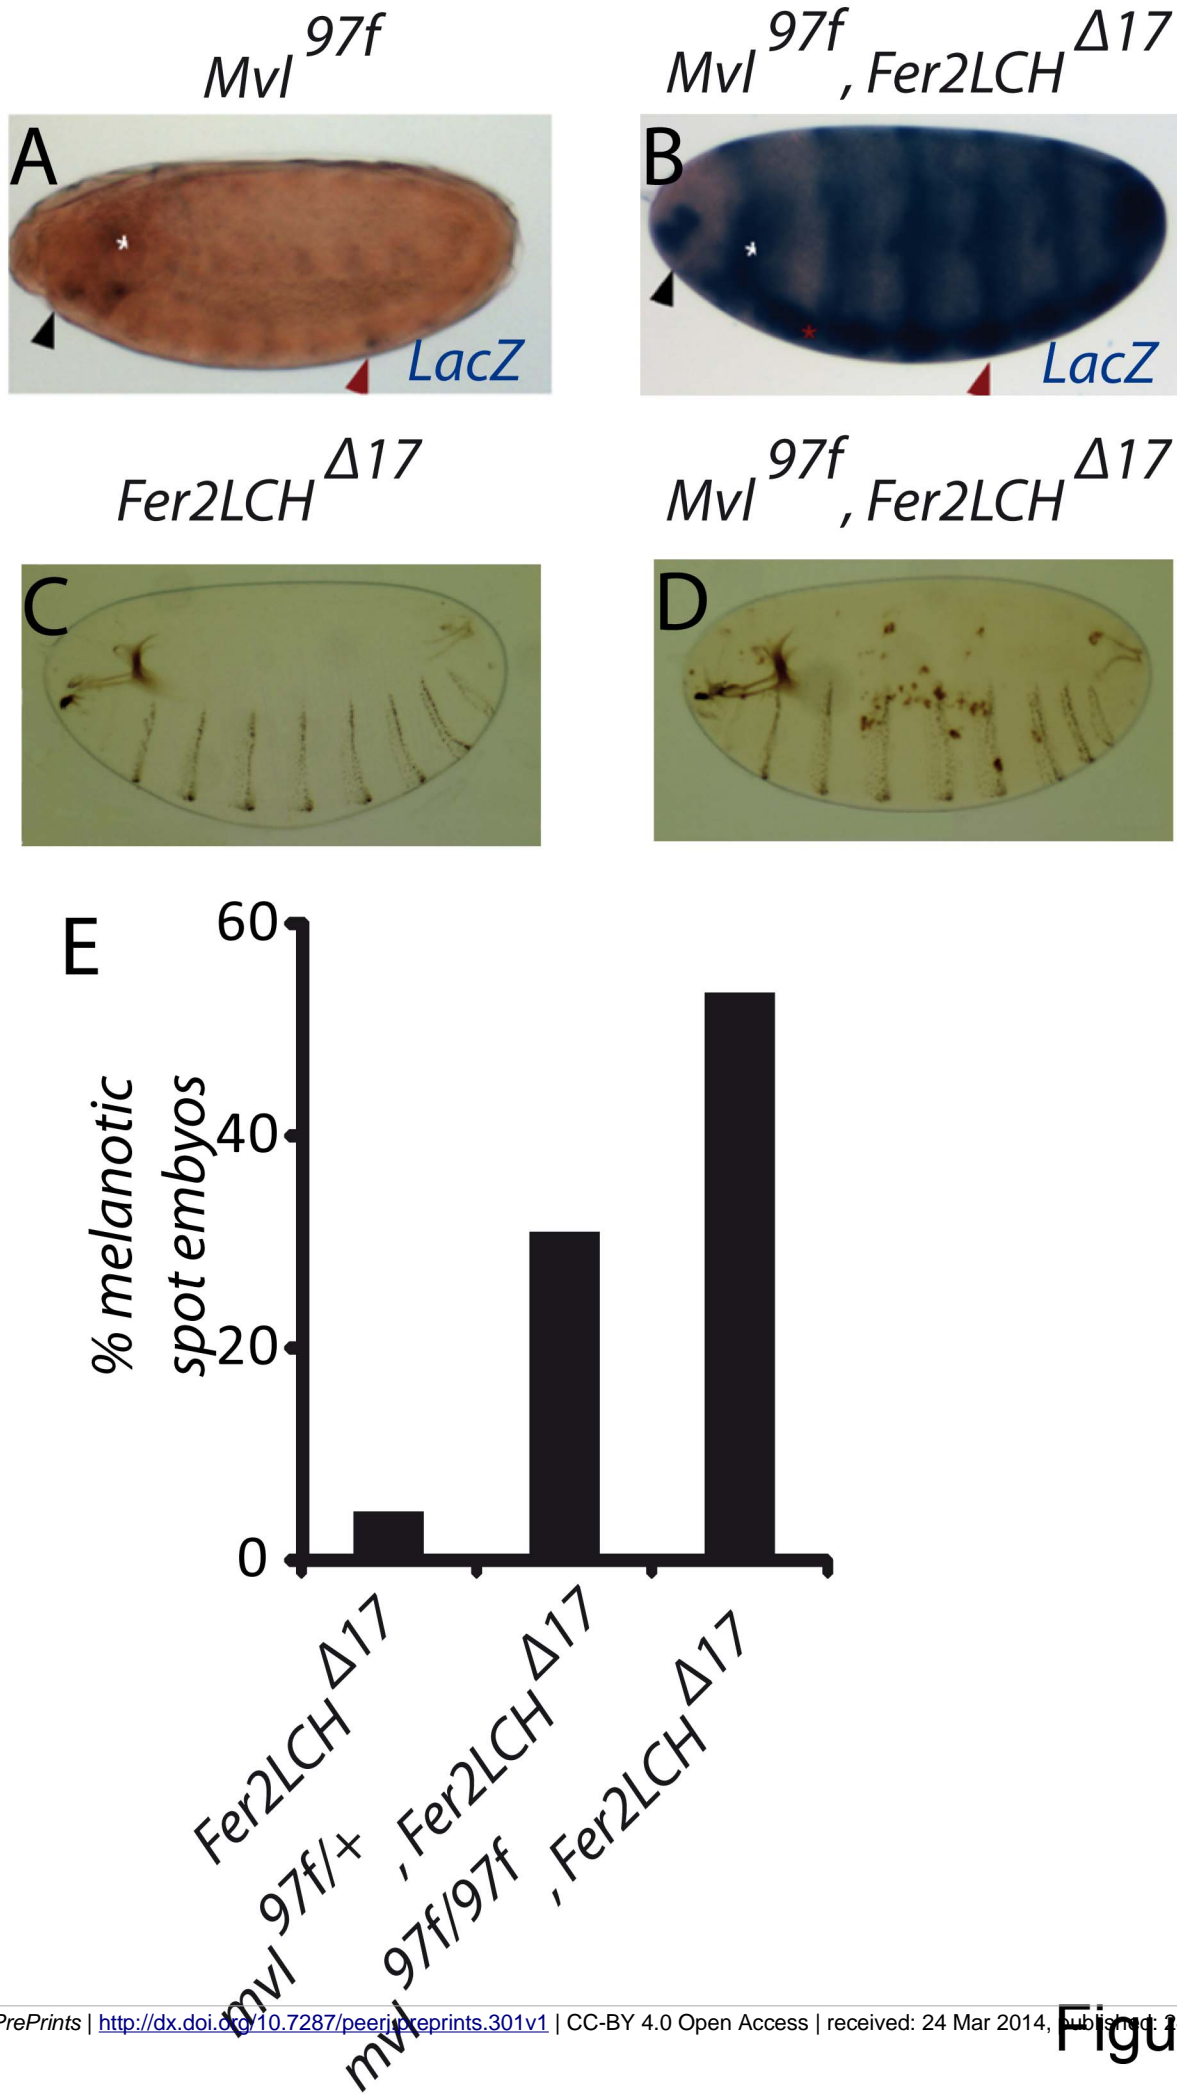 Mvl 97f
Mvl 97f, Fer2LCH Δ17
A
B
LacZ
LacZ
Fer2LCH Δ17
Mvl 97f, Fer2LCH Δ17
C
D
E
% melanotic
spot embyos
60
40
20
0
Fer2LCH Δ17
mvl 97f/+, Fer2LCH Δ17
mvl 97f/97f, Fer2LCH Δ17
PrePrints | http://dx.doi.org/10.7287/peerj.preprints.301v1 | CC-BY 4.0 Open Access | received: 24 Mar 2014, published: 2
Figu